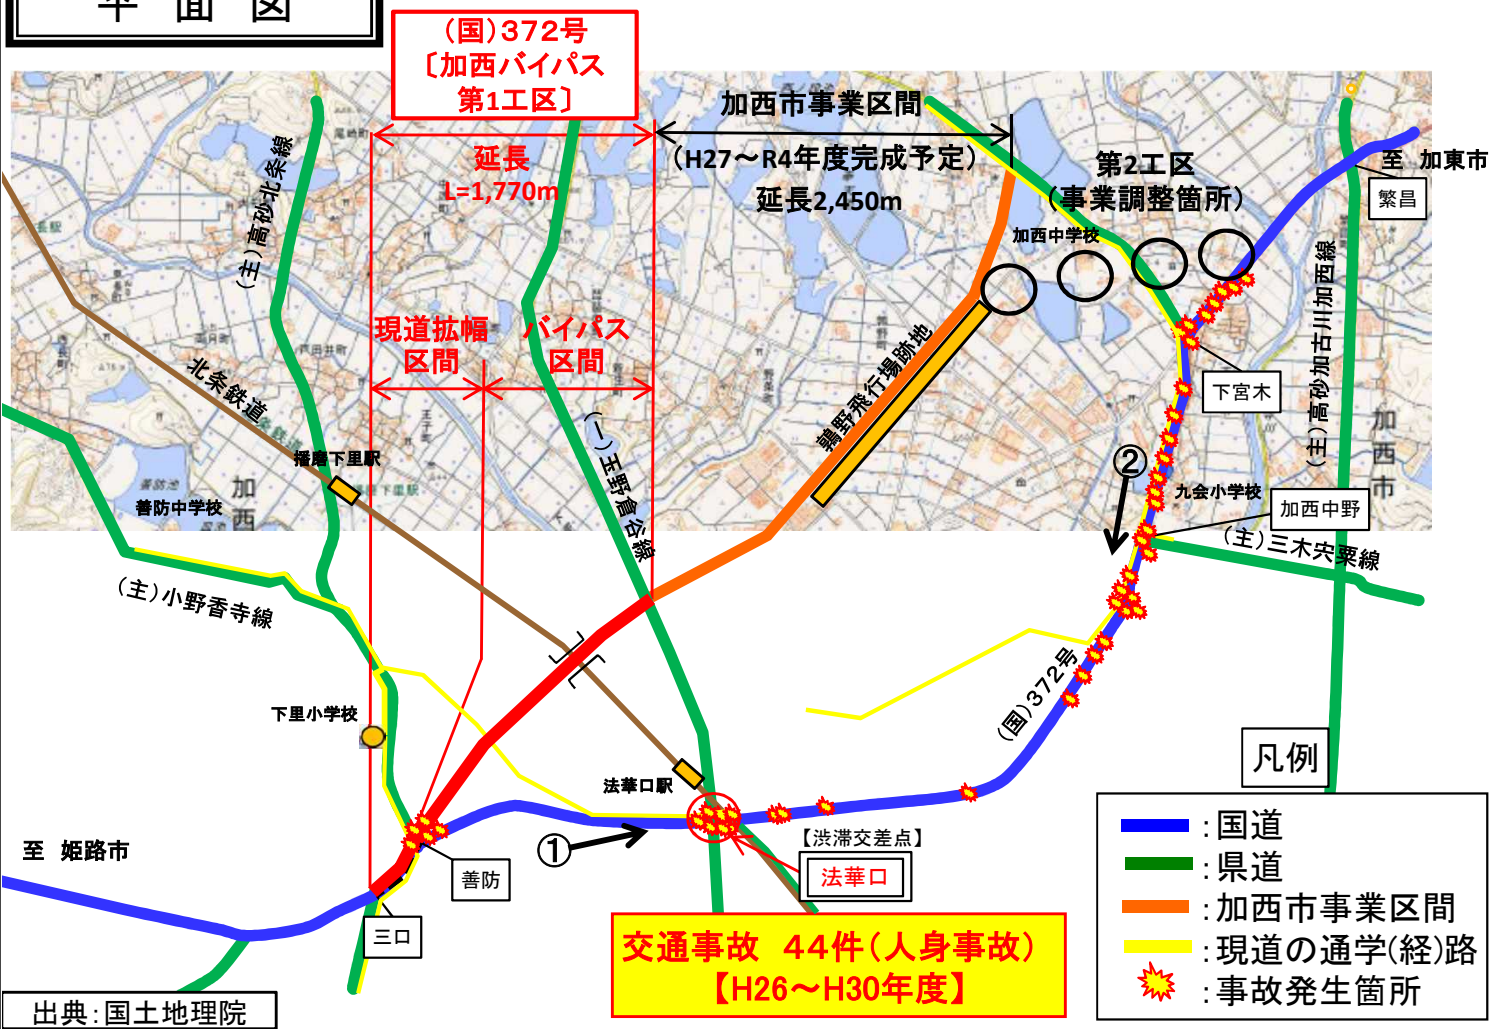 平面図
(国)372号
〔加西バイパス
第1工区〕
延長
L=1,770m
加西市事業区間
(H27～R4年度完成予定)
延長2,450m
第2工区
(事業調整箇所)
至 加東市
繁昌
加西中学校
(主)高砂北条線
(主)高砂加古川加西線
現道拡幅
区間
バイパス
区間
北条鉄道
鶉野飛行場跡地
下宮木
加西市
播磨下里駅
善防中学校
善防池
加西
(一)玉野倉谷線
②
九会小学校
加西中野
(主)三木宍粟線
(主)小野香寺線
下里小学校
(国)372号
法華口駅
凡例
①
【渋滞交差点】
法華口
至 姫路市
善防
三口
交通事故 44件(人身事故)
【H26～H30年度】
:国道
:県道
:加西市事業区間
:現道の通学(経)路
:事故発生箇所
出典:国土地理院